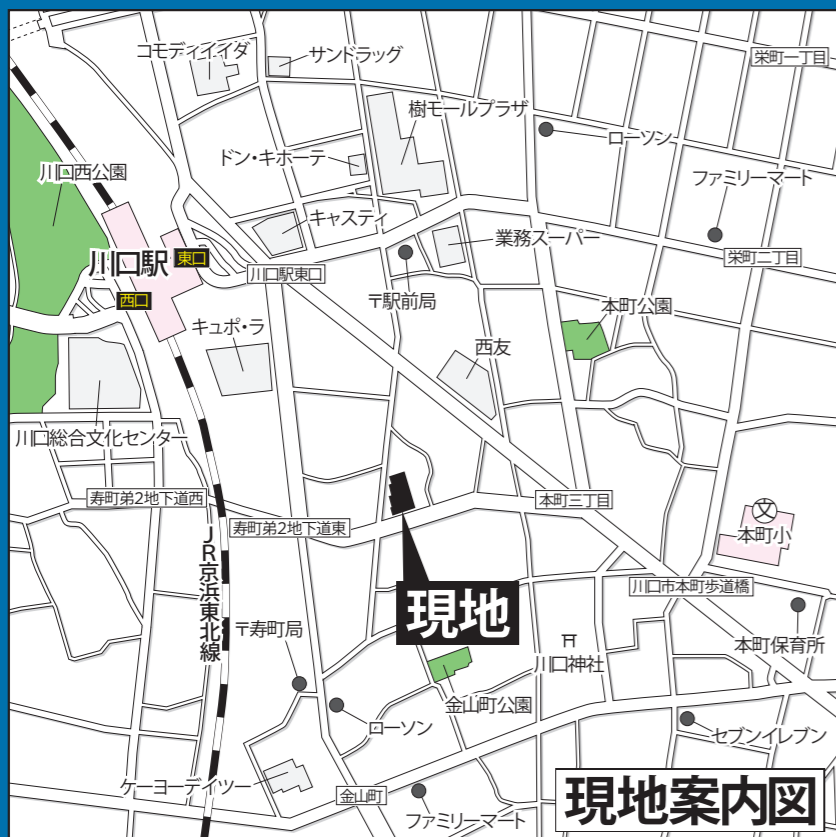 コモディイイダ
サンドラッグ
栄町一丁目
樹モールプラザ
ローソン
ドン・キホーテ
川口西公園
ファミリーマート
キャスティ
業務スーパー
川口駅
東口
川口駅東口
栄町二丁目
西口
〒駅前局
本町公園
キュポ・ラ
西友
川口総合文化センター
寿町第2地下道西
本町三丁目
寿町第2地下道東
文
本町小
JR京浜東北線
現地
川口市本町歩道橋
〒寿町局
川口神社
本町保育所
金山町公園
ローソン
セブンイレブン
ケーヨーデイツー
金山町
ファミリーマート
現地案内図